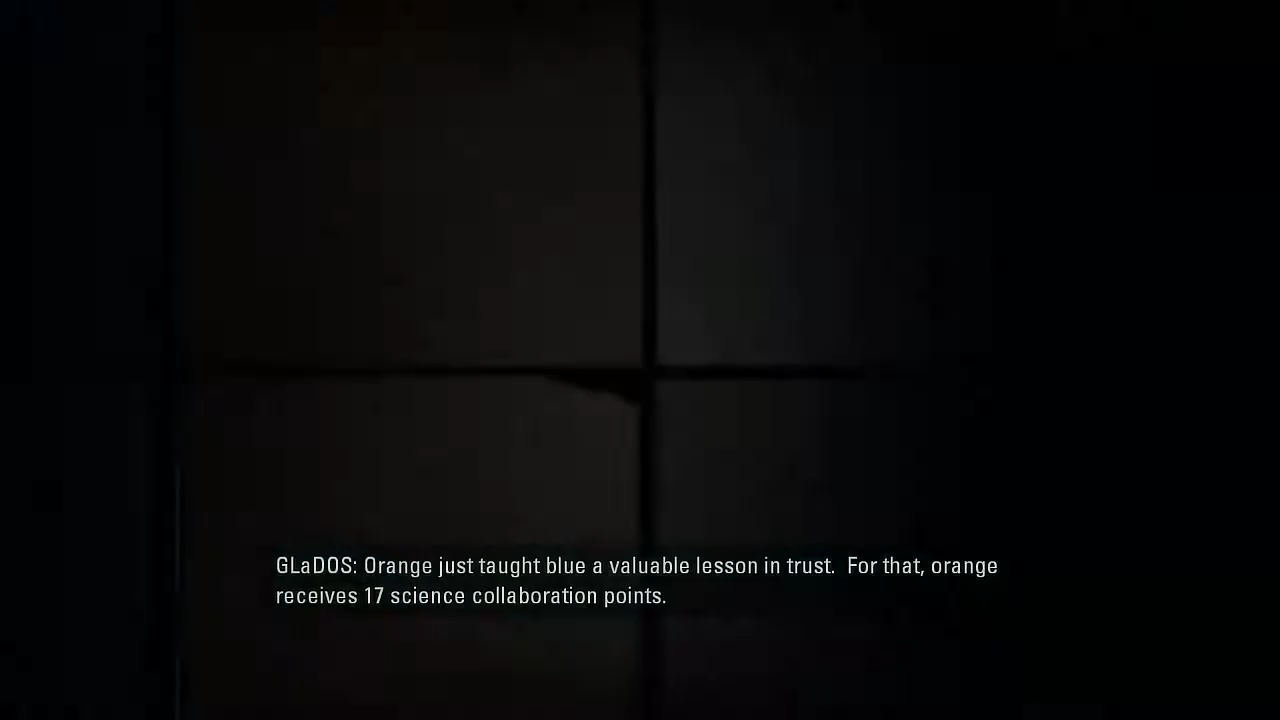 GLaDOS: Orange just taught blue a valuable lesson in trust.  For that, orange
receives 17 science collaboration points.